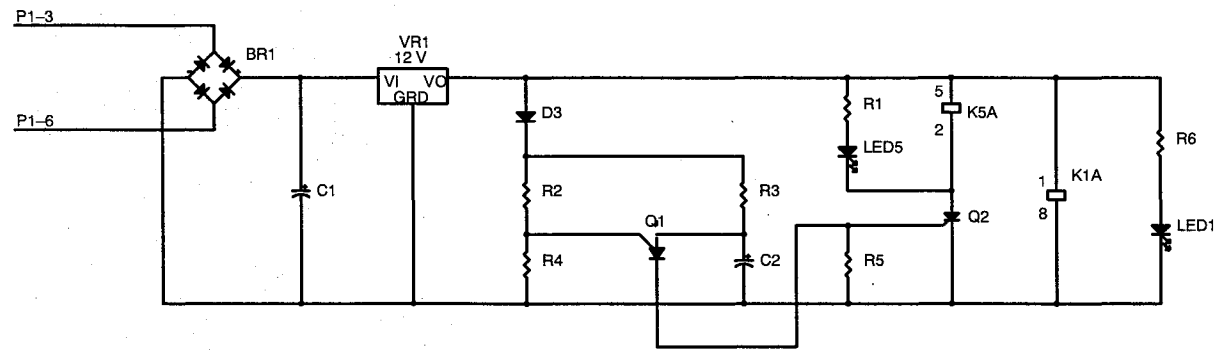 P1–3
BR1
VR1
12 V
VI VO
GRD
P1–6
C1
D3
R2
R3
R4
Q1
C2
R1
LED5
5
K5A
2
R5
Q2
1
K1A
8
R6
LED1